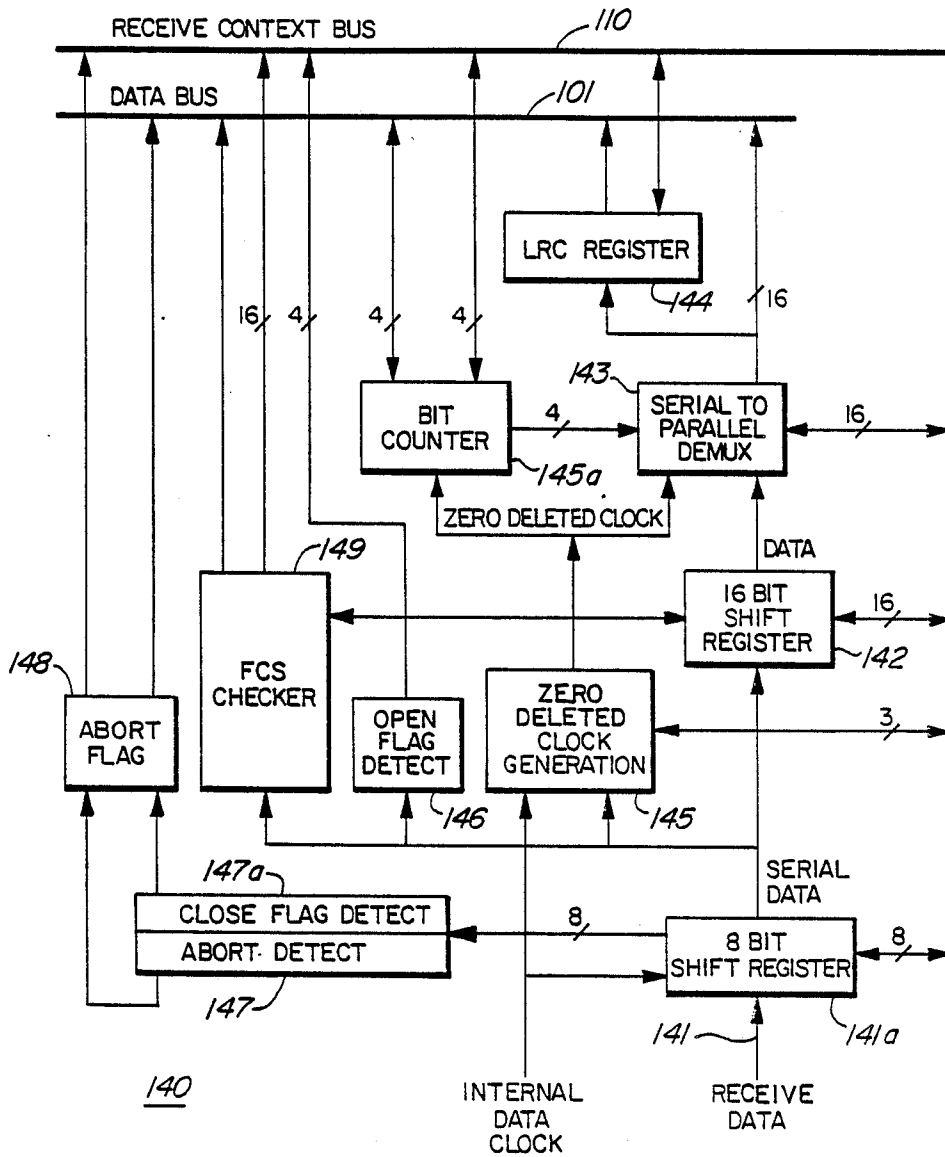 RECEIVE CONTEXT BUS
110
DATA BUS
101
LRC REGISTER
144
16
16
4
4
4
143
SERIAL TO
PARALLEL
DEMUX
16
BIT
COUNTER
4
145a
ZERO DELETED CLOCK
DATA
149
16 BIT
SHIFT
REGISTER
16
142
148
ABORT
FLAG
FCS
CHECKER
OPEN
FLAG
DETECT
146
ZERO
DELETED
CLOCK
GENERATION
145
3
SERIAL
DATA
147a
CLOSE FLAG DETECT
ABORT DETECT
147
8
8 BIT
SHIFT REGISTER
8
141
141a
140
INTERNAL
DATA
CLOCK
RECEIVE
DATA